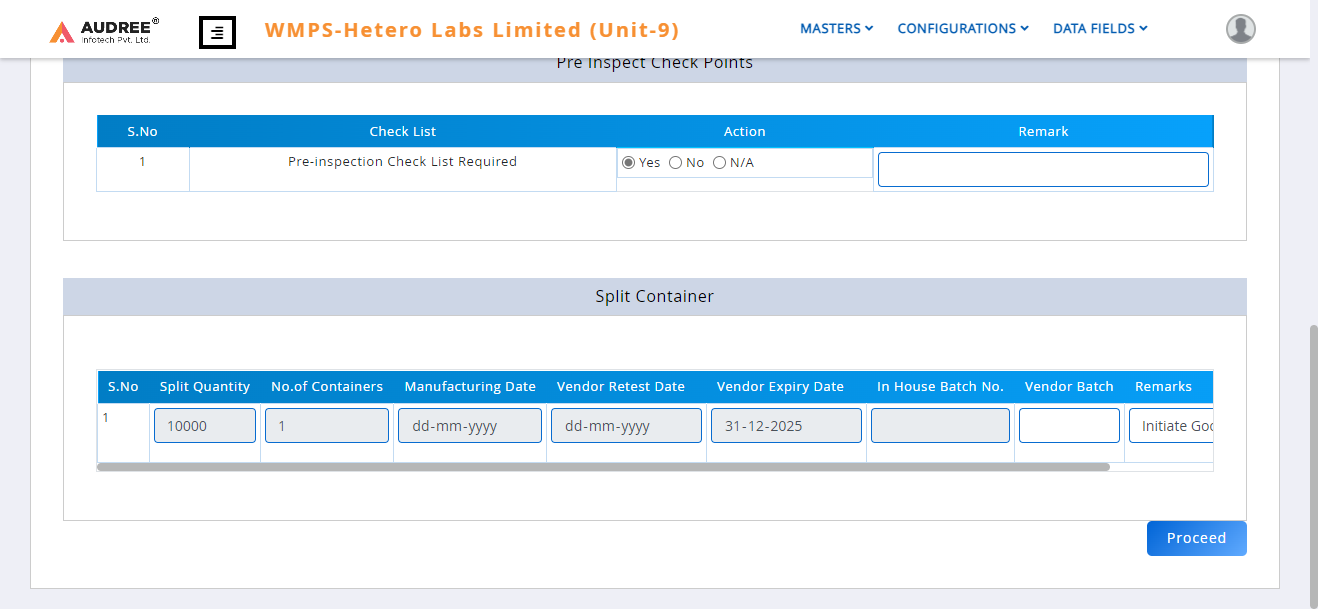 AUDREE®
Infotech Pvt. Ltd.
WMPS-Hetero Labs Limited (Unit-9)
MASTERS CONFIGURATIONS DATA FIELDS
Pre Inspect Check Points
S.No Check List Action Remark
1 Pre-inspection Check List Required Yes No N/A
Split Container
S.No Split Quantity No.of Containers Manufacturing Date Vendor Retest Date Vendor Expiry Date In House Batch No. Vendor Batch Remarks
1 10000 1 dd-mm-yyyy dd-mm-yyyy 31-12-2025 Initiate Goo
Proceed